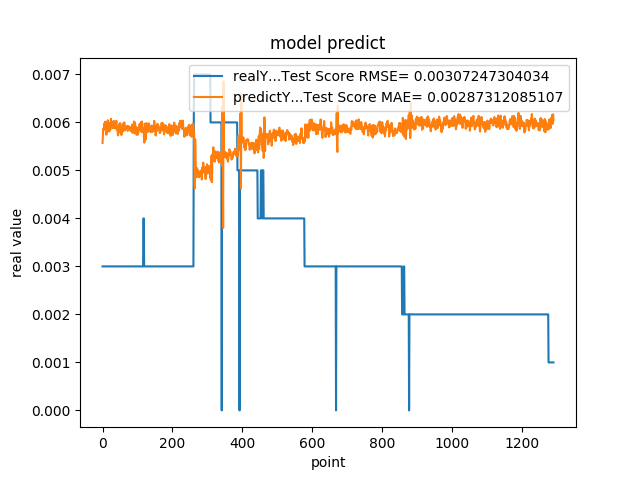 model predict
realY...Test Score RMSE= 0.00307247304034
predictY...Test Score MAE= 0.00287312085107
0.007
0.006
0.005
0.004
0.003
0.002
0.001
0.000
real value
0 200 400 600 800 1000 1200
point